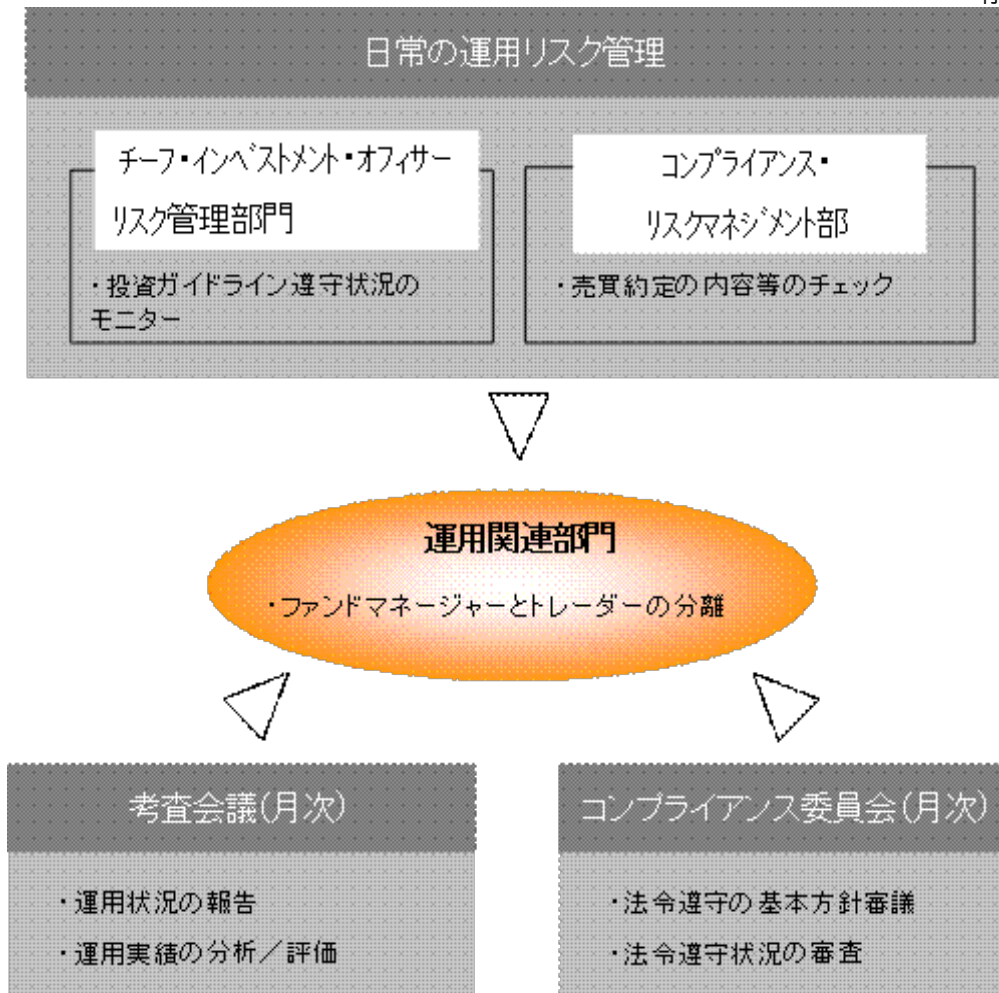 日常の運用リスク管理
チーフ・インベストメント・オフィサー
リスク管理部門
・投資ガイドライン遵守状況の
モニター
コンプライアンス・
リスクマネジメント部
・売買約定の内容等のチェック
運用関連部門
・ファンドマネージャーとトレーダーの分離
考査会議(月次)
・運用状況の報告
・運用実績の分析／評価
コンプライアンス委員会(月次)
・法令遵守の基本方針審議
・法令遵守状況の審査